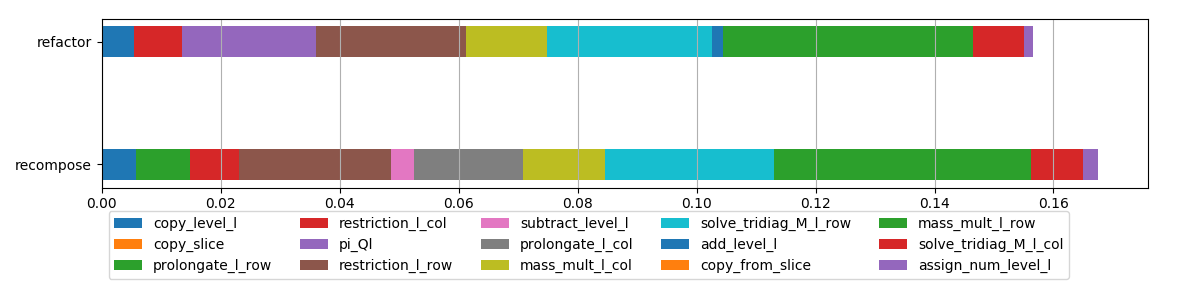 refactor
recompose
0.00 0.02 0.04 0.06 0.08 0.10 0.12 0.14 0.16
copy_level_l restriction_l_col subtract_level_l solve_tridiag_M_l_row mass_mult_l_row
copy_slice pi_Ql prolongate_l_col add_level_l solve_tridiag_M_l_col
prolongate_l_row restriction_l_row mass_mult_l_col copy_from_slice assign_num_level_l